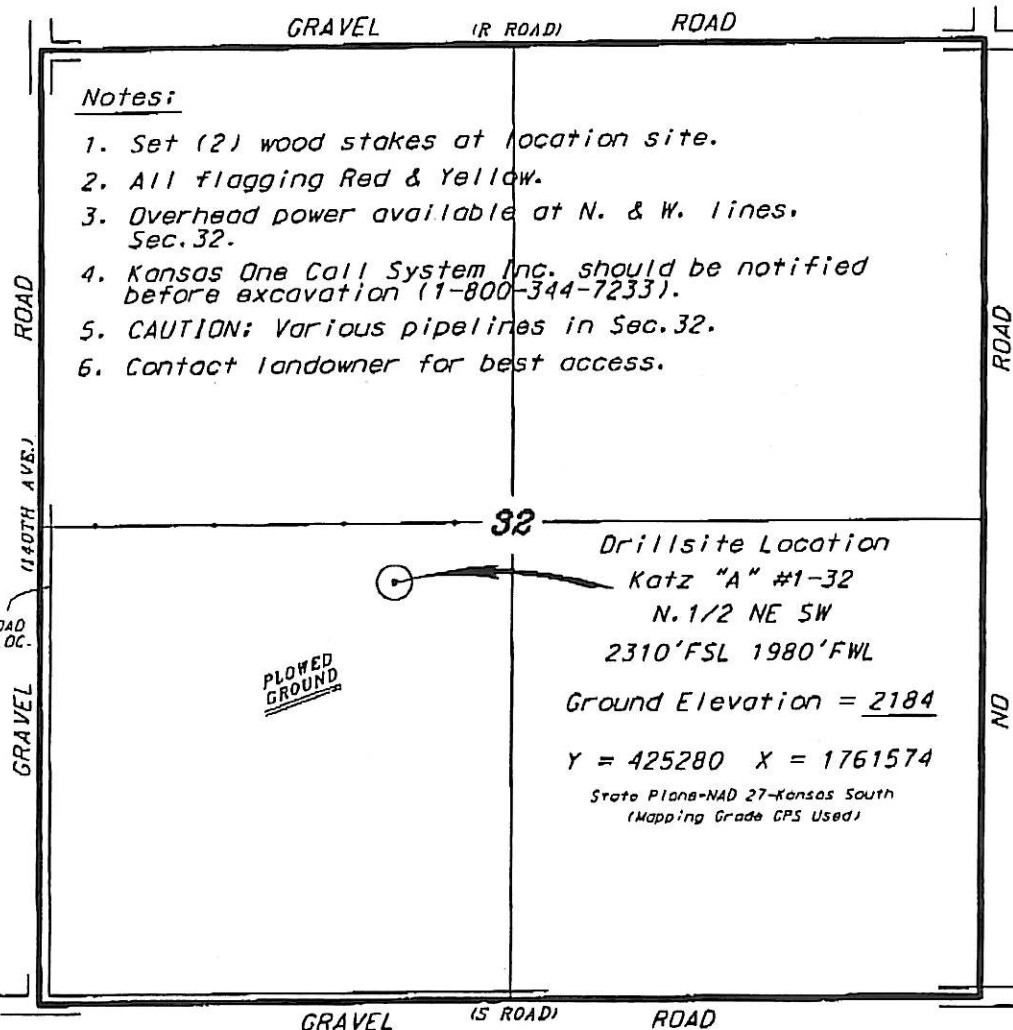 GRAVEL (R ROAD) ROAD
Notes:
1. Set (2) wood stakes at location site.
2. All flagging Red & Yellow.
3. Overhead power available at N. & W. lines,
Sec.32.
4. Kansas One Call System Inc. should be notified
before excavation (1-800-344-7233).
5. CAUTION: Various pipelines in Sec.32.
6. Contact landowner for best access.
ROAD
(140TH AVE.)
GRAVEL
OAD
OC.
ROAD
NO
32
Drillsite Location
Katz "A" #1-32
N.1/2 NE SW
2310'FSL 1980'FWL
Ground Elevation = 2184
Y = 425280 X = 1761574
State Plane-NAD 27-Kansas South
(Mapping Grade GPS Used)
PLOWED
GROUND
GRAVEL (S ROAD) ROAD